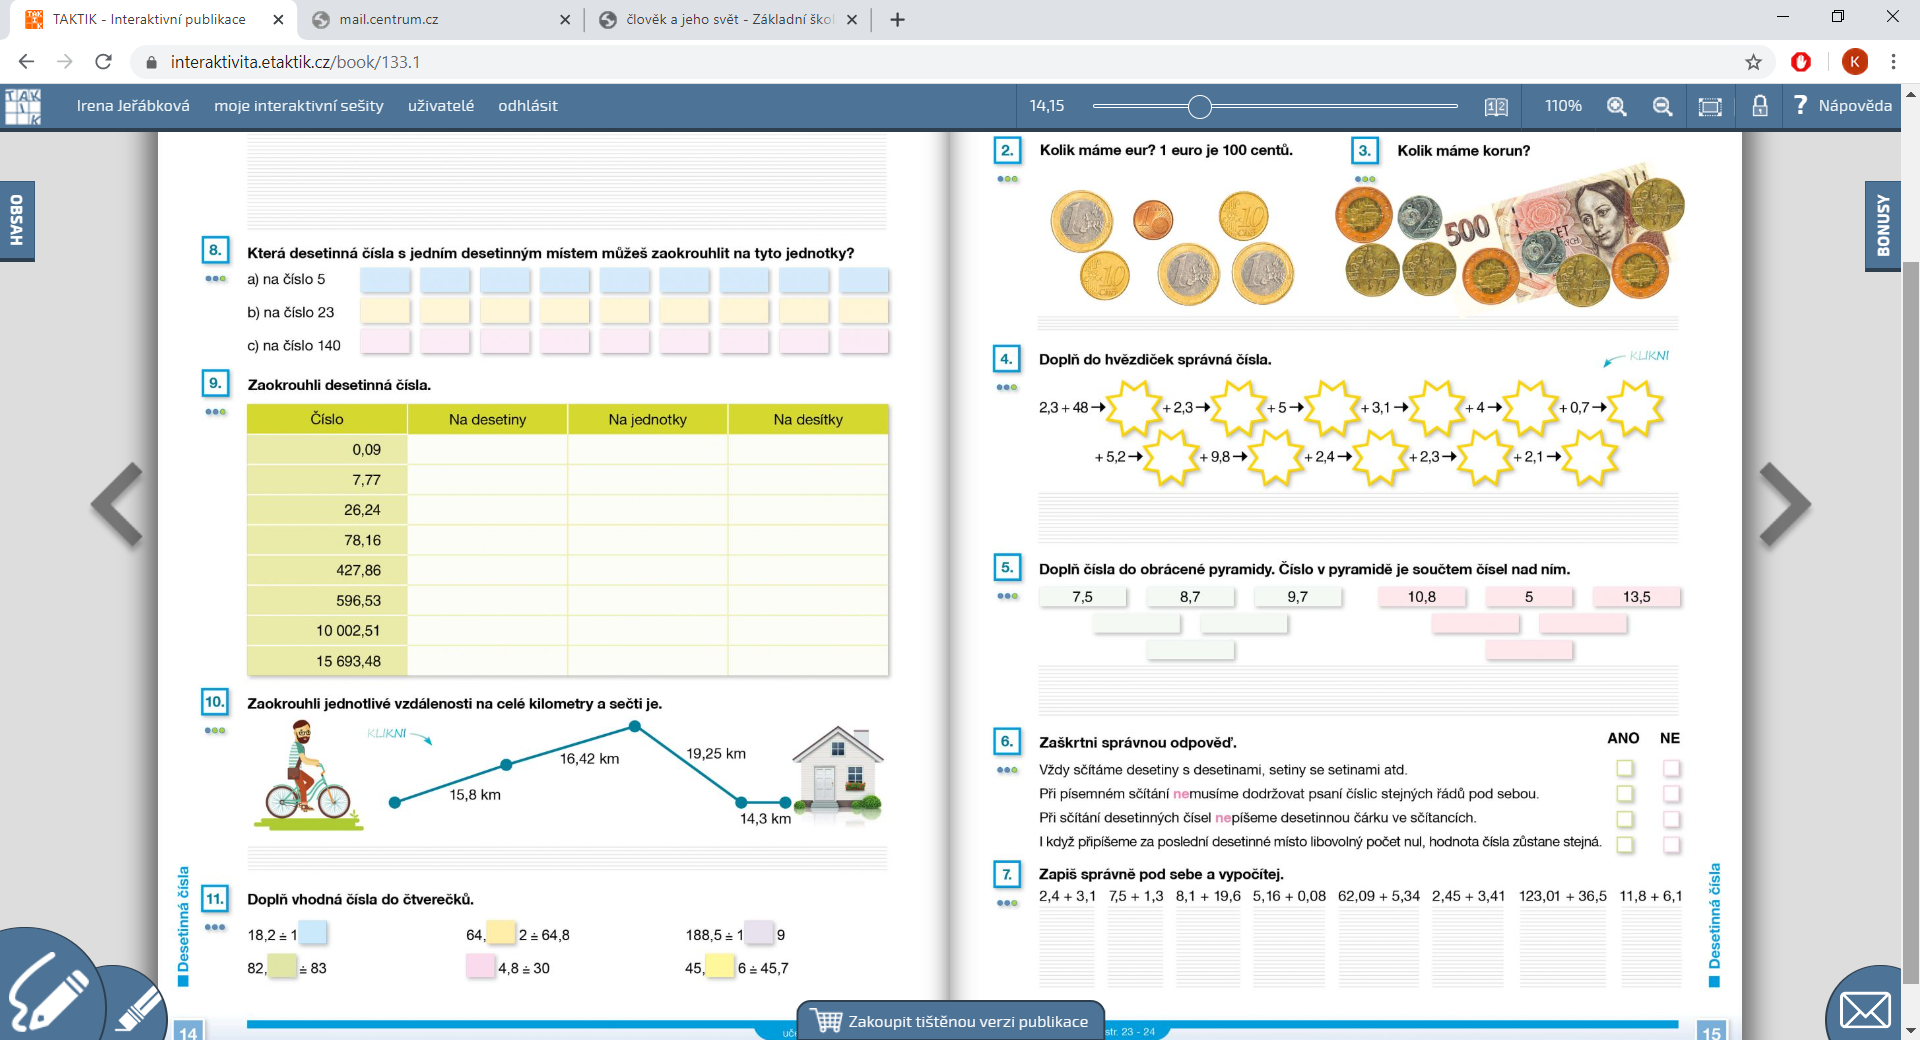 TAKTIK - Interaktivní publikace
mail.centrum.cz
člověk a jeho svět - Základní ško
interaktivita.etaktik.cz/book/133.1
K
TAK
I
K
Irena Jeřábková
moje interaktivní sešity
uživatelé
odhlásit
14,15
110%
? Nápověda
OBSAH
BONUSY
8. Která desetinná čísla s jedním desetinným místem můžeš zaokrouhlit na tyto jednotky?
a) na číslo 5
b) na číslo 23
c) na číslo 140
9. Zaokrouhli desetinná čísla.
Číslo Na desetiny Na jednotky Na desítky
0,09
7,77
26,24
78,16
427,86
596,53
10 002,51
15 693,48
10. Zaokrouhli jednotlivé vzdálenosti na celé kilometry a sečti je.
KLIKNI
15,8 km
16,42 km
19,25 km
14,3 km
11. Doplň vhodná čísla do čtverečků.
18,2 ≐ 1
64, 2 ≐ 64,8
188,5 ≐ 1 9
82, ≐ 83
4,8 ≐ 30
45, 6 ≐ 45,7
Desetinná čísla
14
2. Kolik máme eur? 1 euro je 100 centů.
3. Kolik máme korun?
500
4. Doplň do hvězdiček správná čísla.
KLIKNI
2,3 + 48 → + 2,3 → + 5 → + 3,1 → + 4 → + 0,7 →
+ 5,2 → + 9,8 → + 2,4 → + 2,3 → + 2,1 →
5. Doplň čísla do obrácené pyramidy. Číslo v pyramidě je součtem čísel nad ním.
7,5 8,7 9,7 10,8 5 13,5
6. Zaškrtni správnou odpověď. ANO NE
Vždy sčítáme desetiny s desetinami, setiny se setinami atd.
Při písemném sčítání nemusíme dodržovat psaní číslic stejných řádů pod sebou.
Při sčítání desetinných čísel nepíšeme desetinnou čárku ve sčítancích.
I když připíšeme za poslední desetinné místo libovolný počet nul, hodnota čísla zůstane stejná.
7. Zapiš správně pod sebe a vypočítej.
2,4 + 3,1 7,5 + 1,3 8,1 + 19,6 5,16 + 0,08 62,09 + 5,34 2,45 + 3,41 123,01 + 36,5 11,8 + 6,1
Desetinná čísla
Zakoupit tištěnou verzi publikace
str. 23 - 24
15